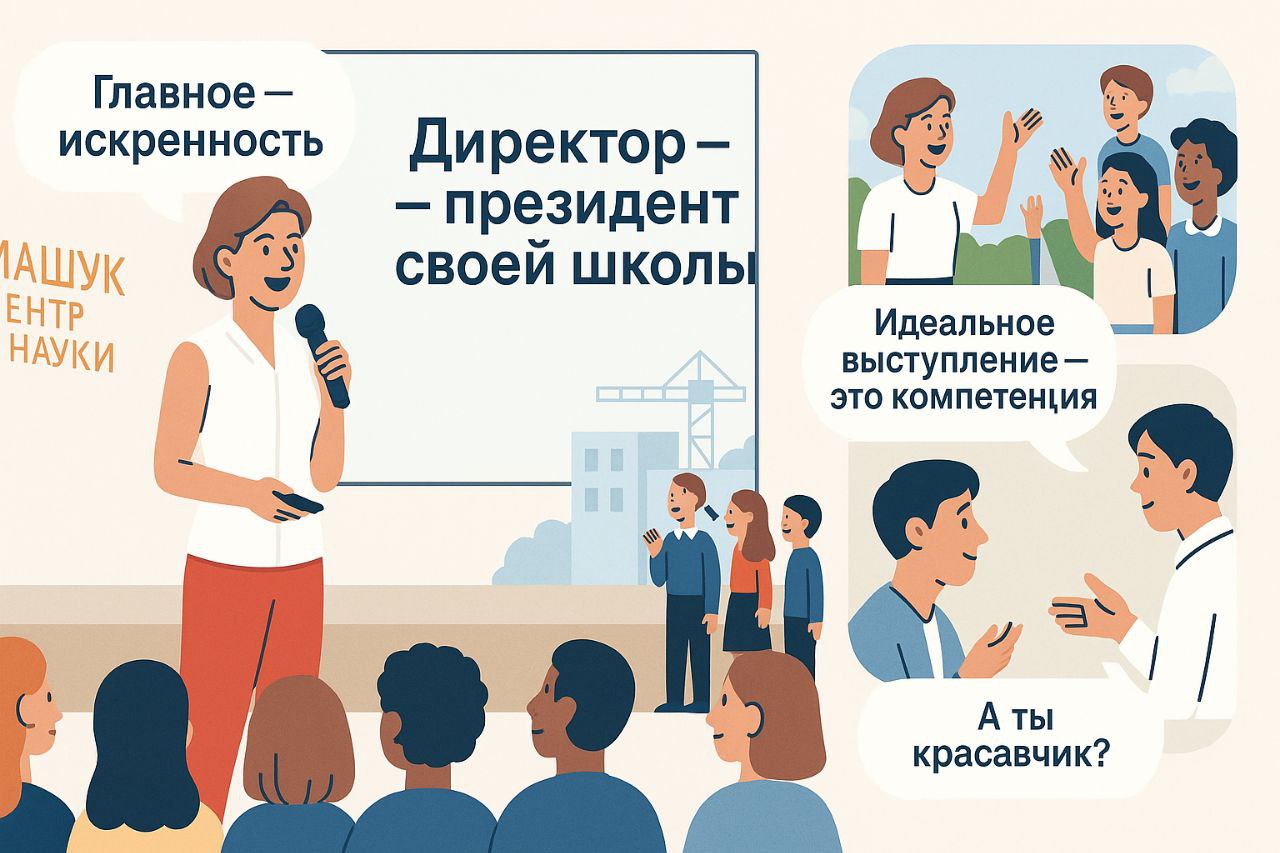 Главное —
искренность
Директор —
— президент
своей школы
МАШУК
ЕНТР
НАУКИ
Идеальное
выступление —
это компетенция
А ты
красавчик?